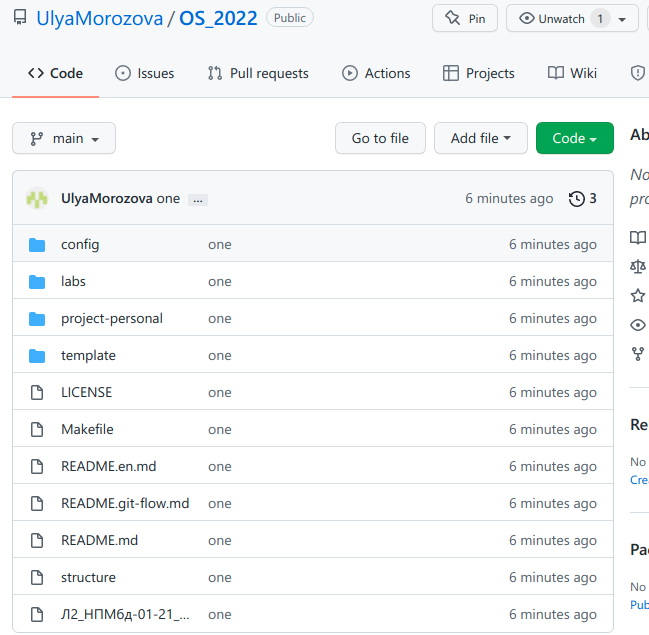 UlyaMorozova / OS_2022 Public Pin Unwatch 1
Code Issues Pull requests Actions Projects Wiki
main Go to file Add file Code Ab
No
pro
UlyaMorozova one ... 6 minutes ago 3
config one 6 minutes ago
labs one 6 minutes ago
project-personal one 6 minutes ago
template one 6 minutes ago
LICENSE one 6 minutes ago
Makefile one 6 minutes ago
Re
README.en.md one 6 minutes ago
No
Crea
README.git-flow.md one 6 minutes ago
README.md one 6 minutes ago
Pac
structure one 6 minutes ago
No
Л2_НПМбд-01-21_... one 6 minutes ago
Pub